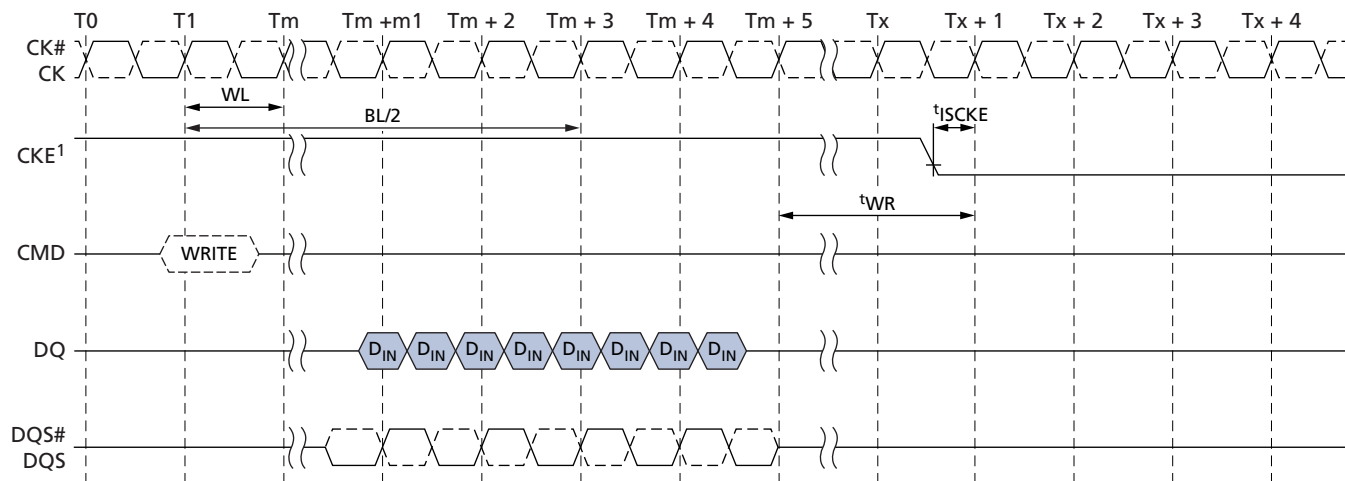 T0 T1 Tm Tm +m1 Tm + 2 Tm + 3 Tm + 4 Tm + 5 Tx Tx + 1 Tx + 2 Tx + 3 Tx + 4
CK#
CK
WL
BL/2
tISCKE
CKE1
tWR
CMD WRITE
DQ DIN DIN DIN DIN DIN DIN DIN DIN
DQS#
DQS